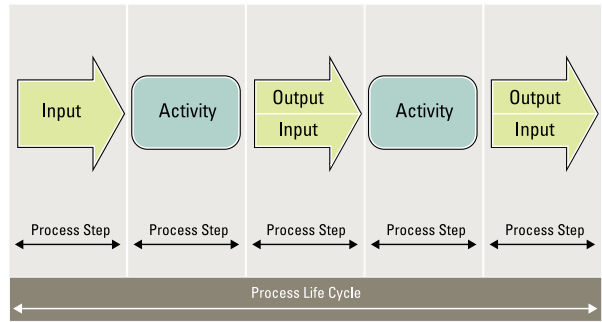 Input
Activity
Output
Input
Activity
Output
Input
Process Step
Process Step
Process Step
Process Step
Process Step
Process Life Cycle